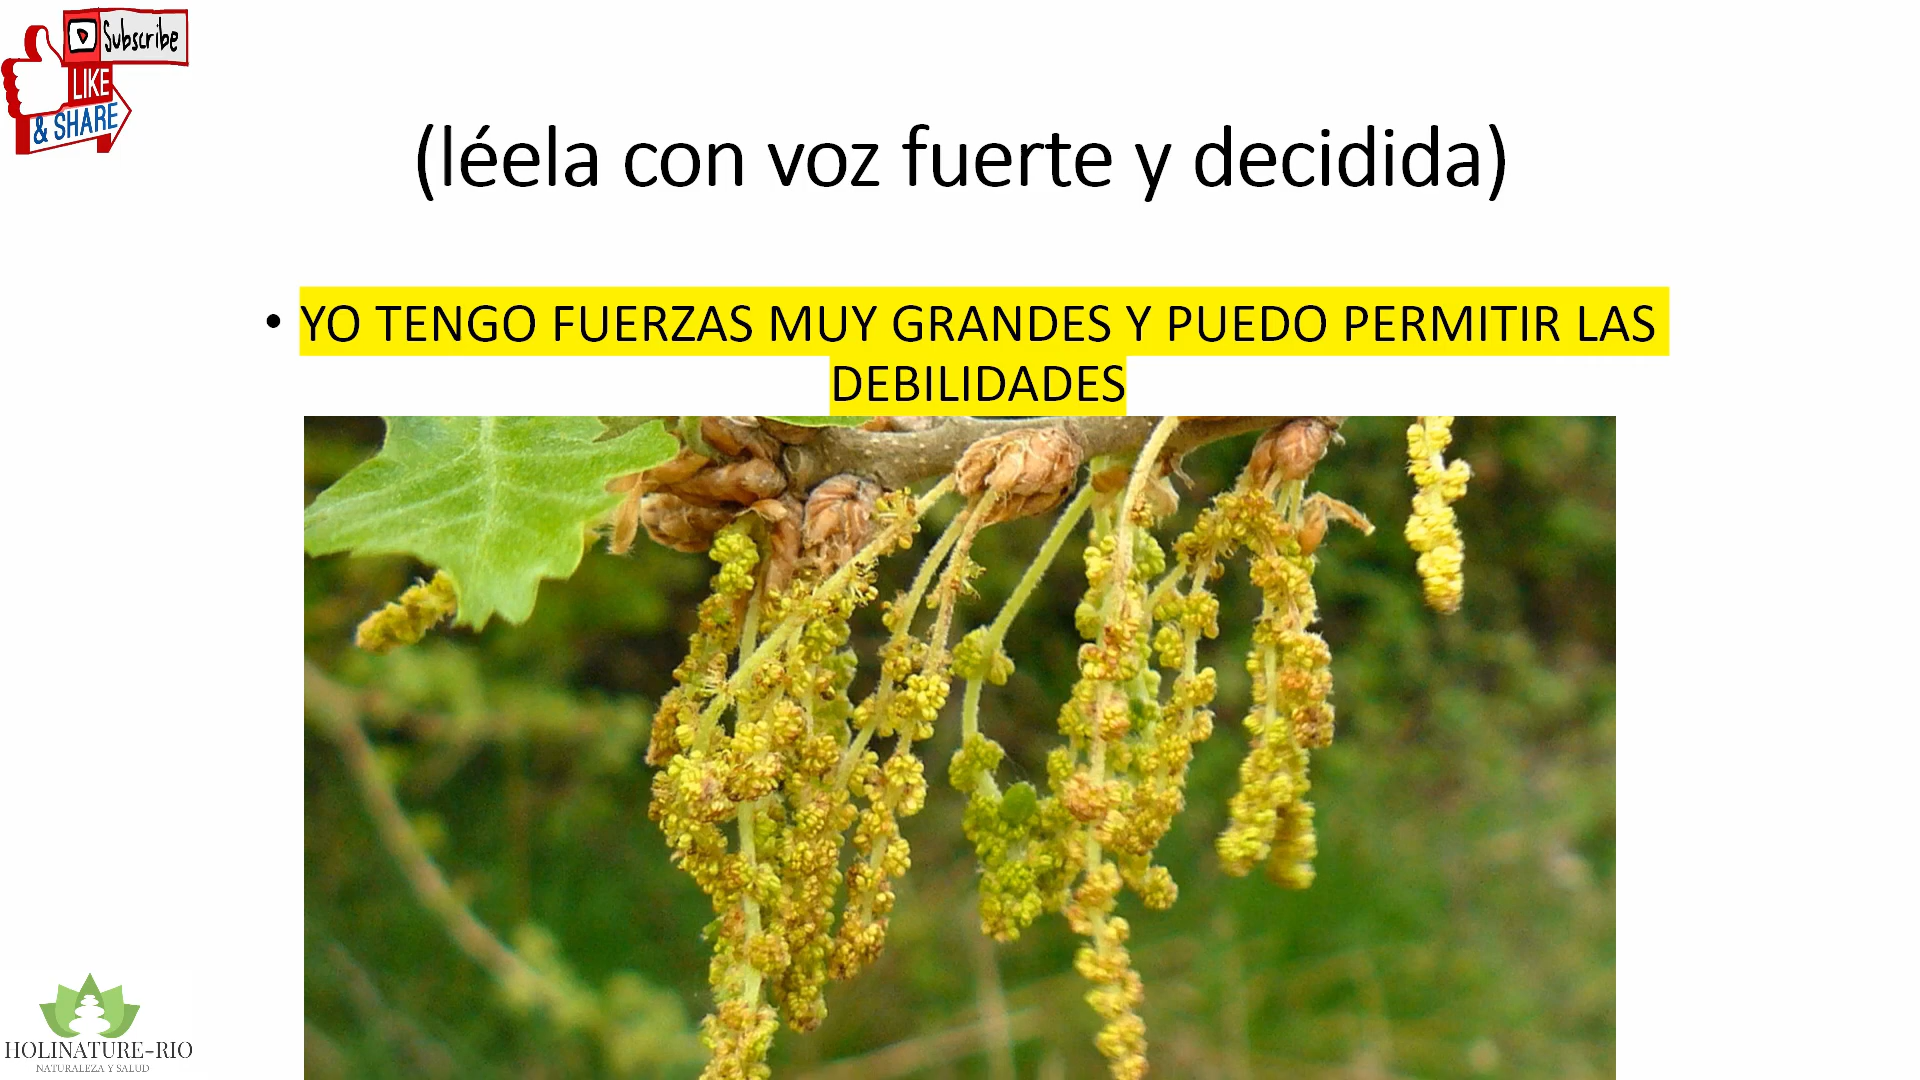 Subscribe
LIKE
& SHARE
(léela con voz fuerte y decidida)
• YO TENGO FUERZAS MUY GRANDES Y PUEDO PERMITIR LAS
DEBILIDADES
HOLINATURE-RIO
NATURALEZA Y SALUD